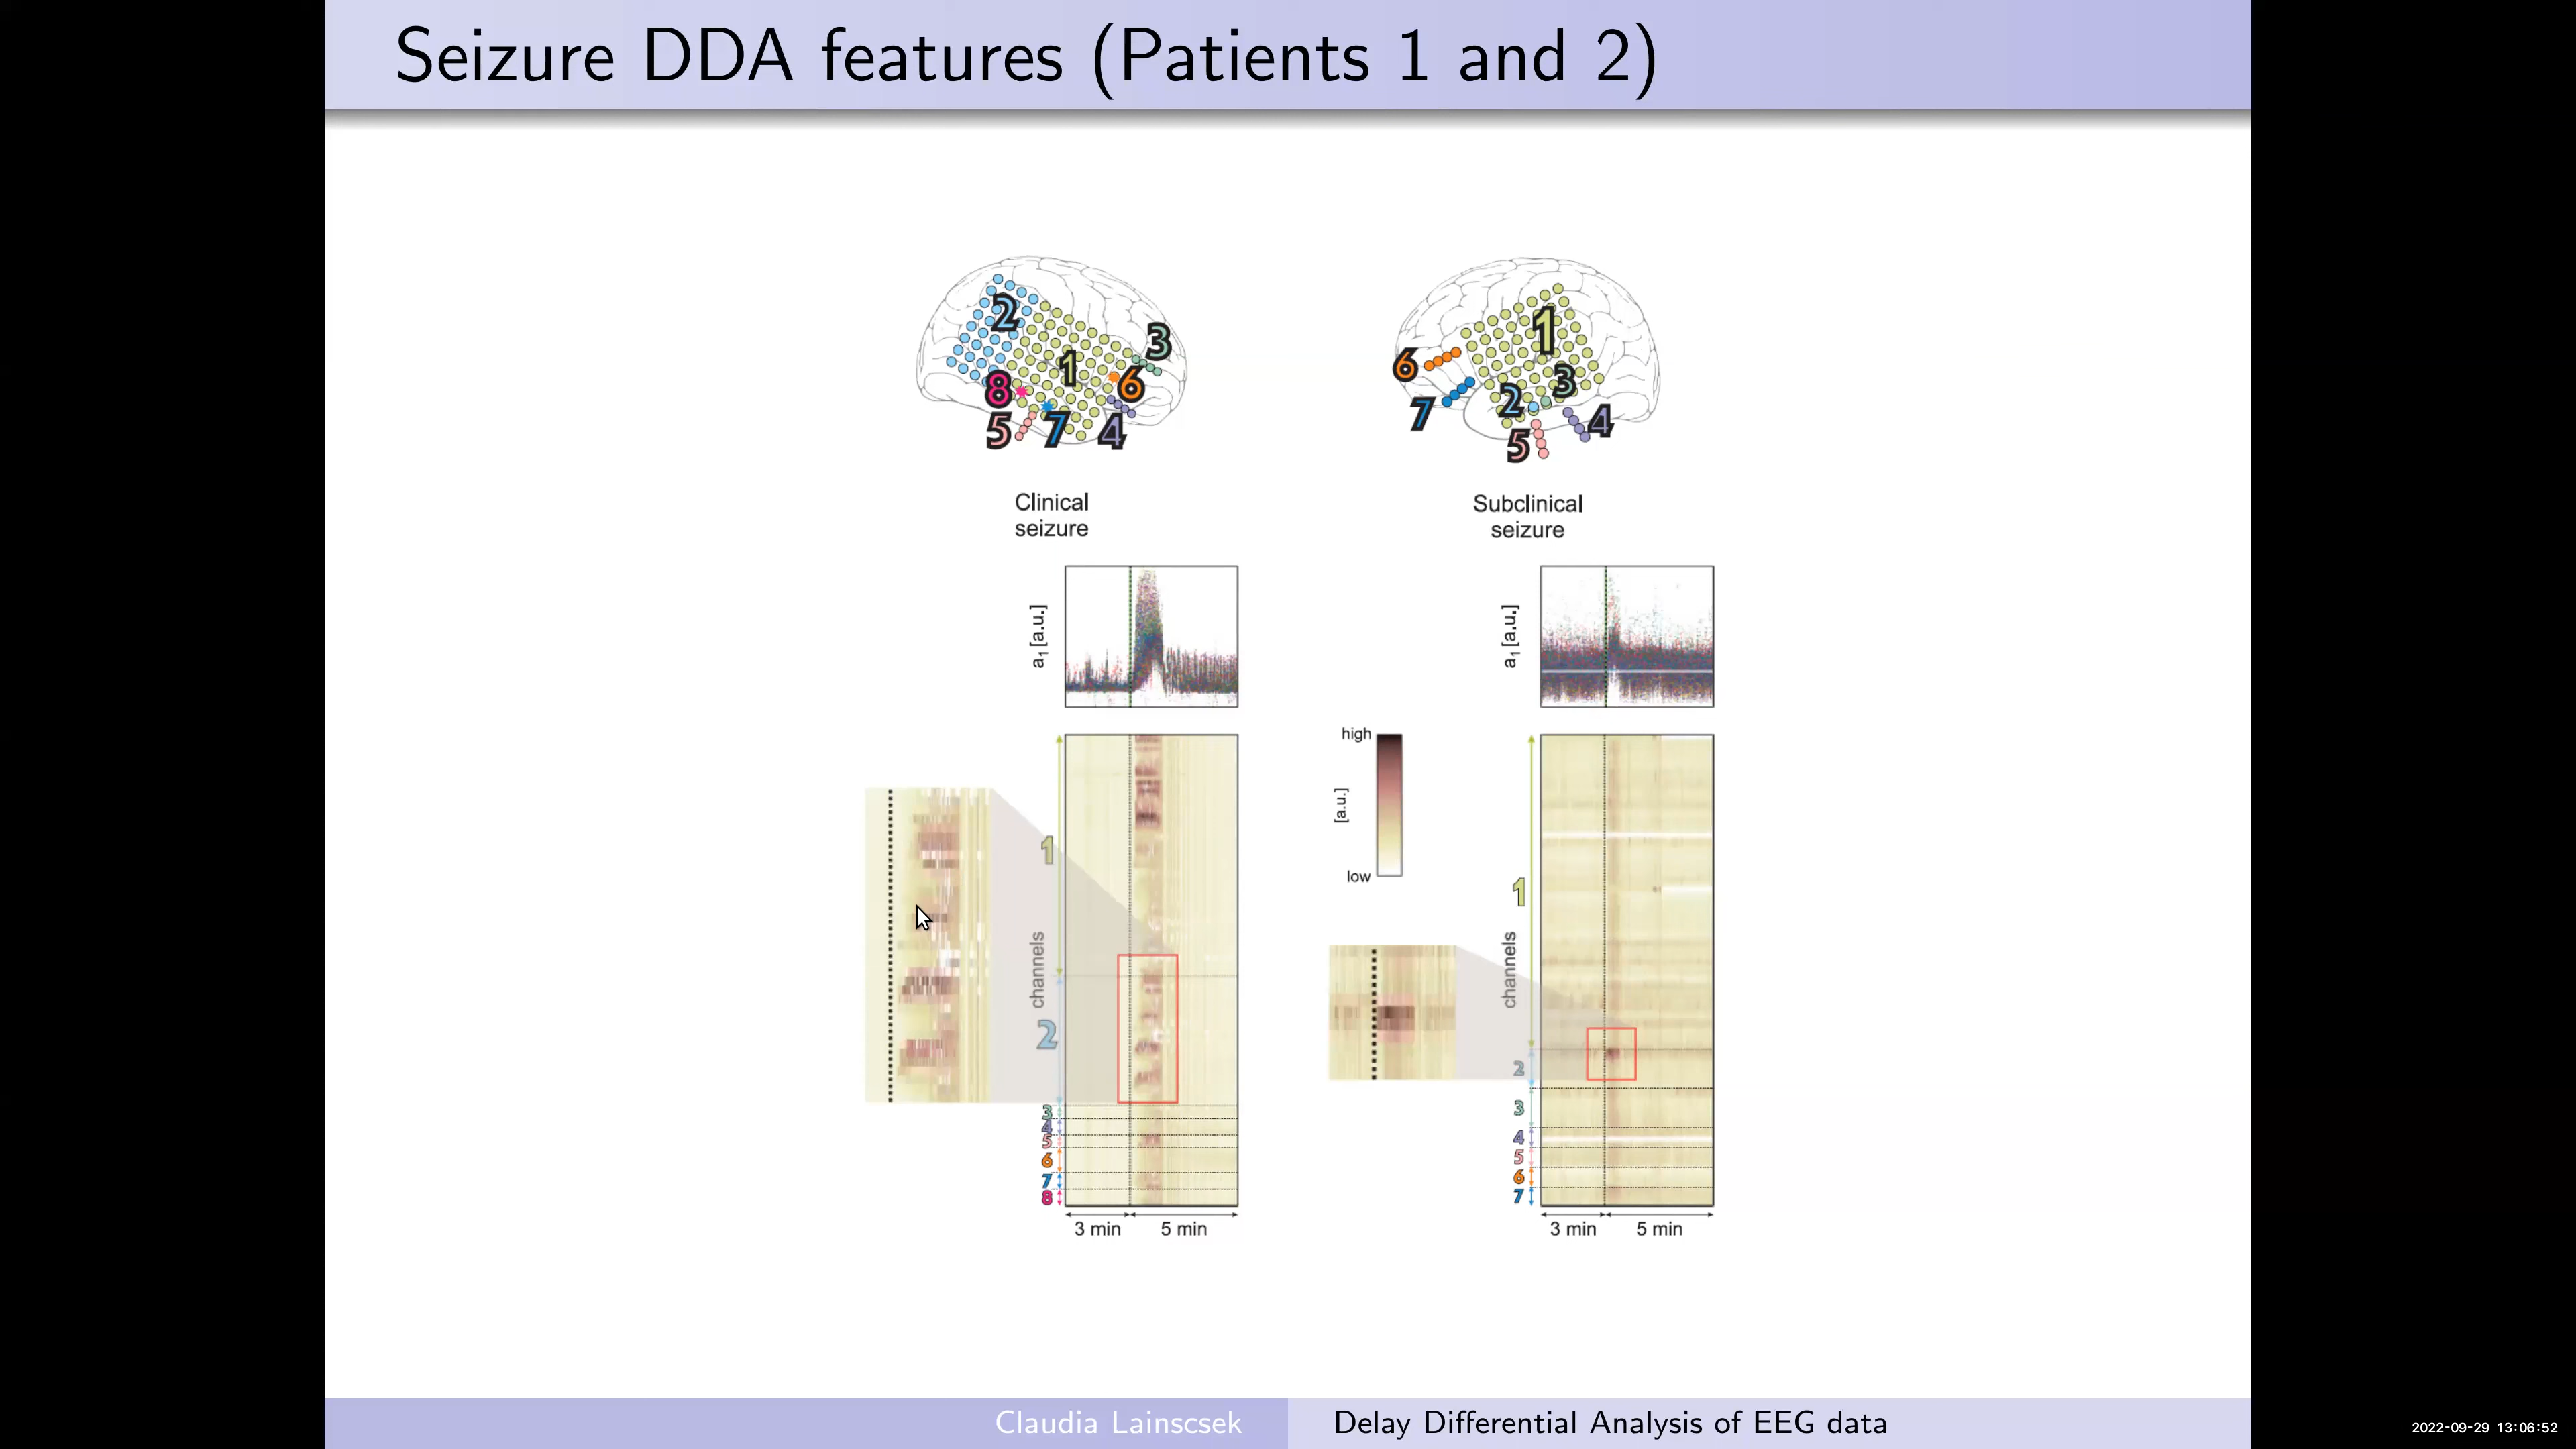 Seizure DDA features (Patients 1 and 2)
2
1
3
8
6
5
7
4
1
6
3
7
2
4
5
Clinical
seizure
Subclinical
seizure
a1 [a.u.]
a1 [a.u.]
high
[a.u.]
low
1
channels
2
3
4
5
6
7
8
1
channels
2
3
4
5
6
7
3 min
5 min
3 min
5 min
Claudia Lainscsek
Delay Differential Analysis of EEG data
2022-09-29 13:06:52